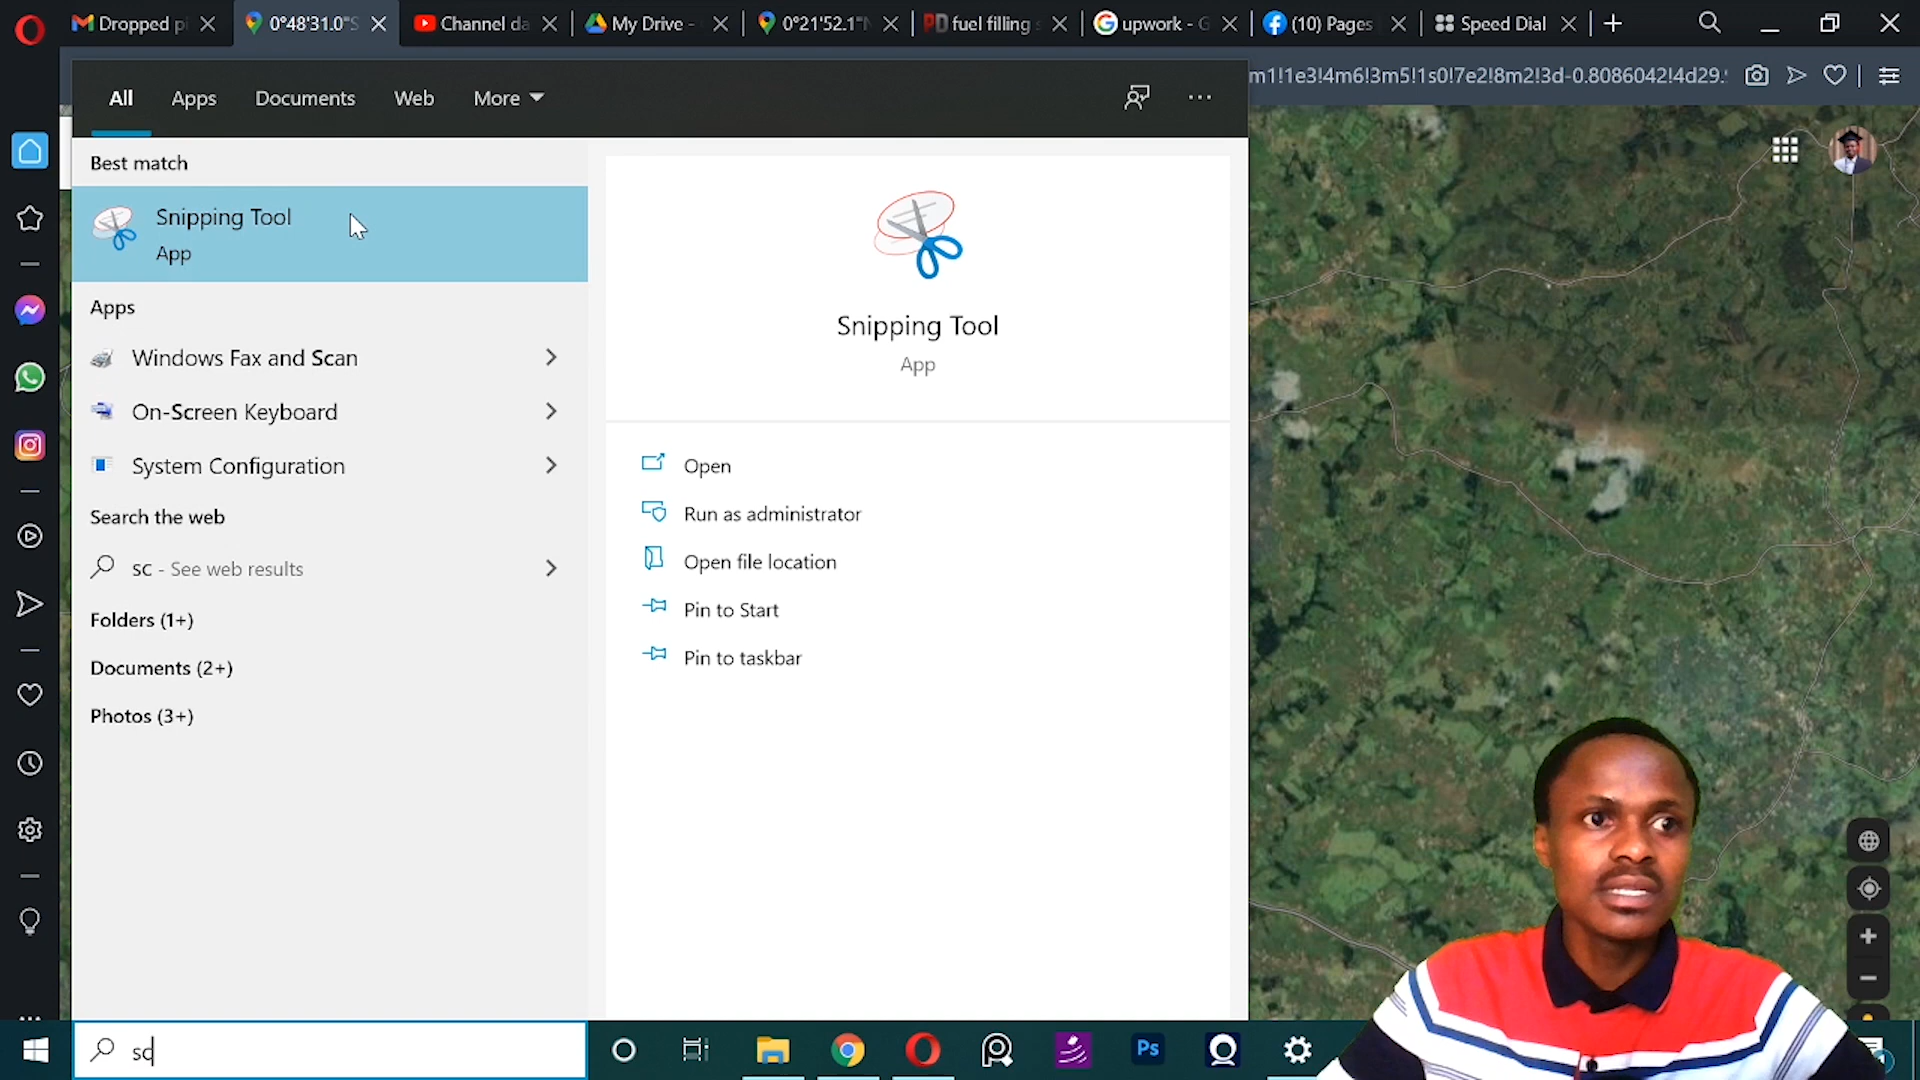 Dropped pi
0°48'31.0"S
Channel da
My Drive -
0°21'52.1"N
PD fuel filling s
upwork - G
(10) Pages
Speed Dial
m1!1e3!4m6!3m5!1s0!7e2!8m2!3d-0.8086042!4d29.
All
Apps
Documents
Web
More
Best match
Snipping Tool
App
Apps
Windows Fax and Scan
On-Screen Keyboard
System Configuration
Search the web
sc - See web results
Folders (1+)
Documents (2+)
Photos (3+)
Snipping Tool
App
Open
Run as administrator
Open file location
Pin to Start
Pin to taskbar
sc
Ps